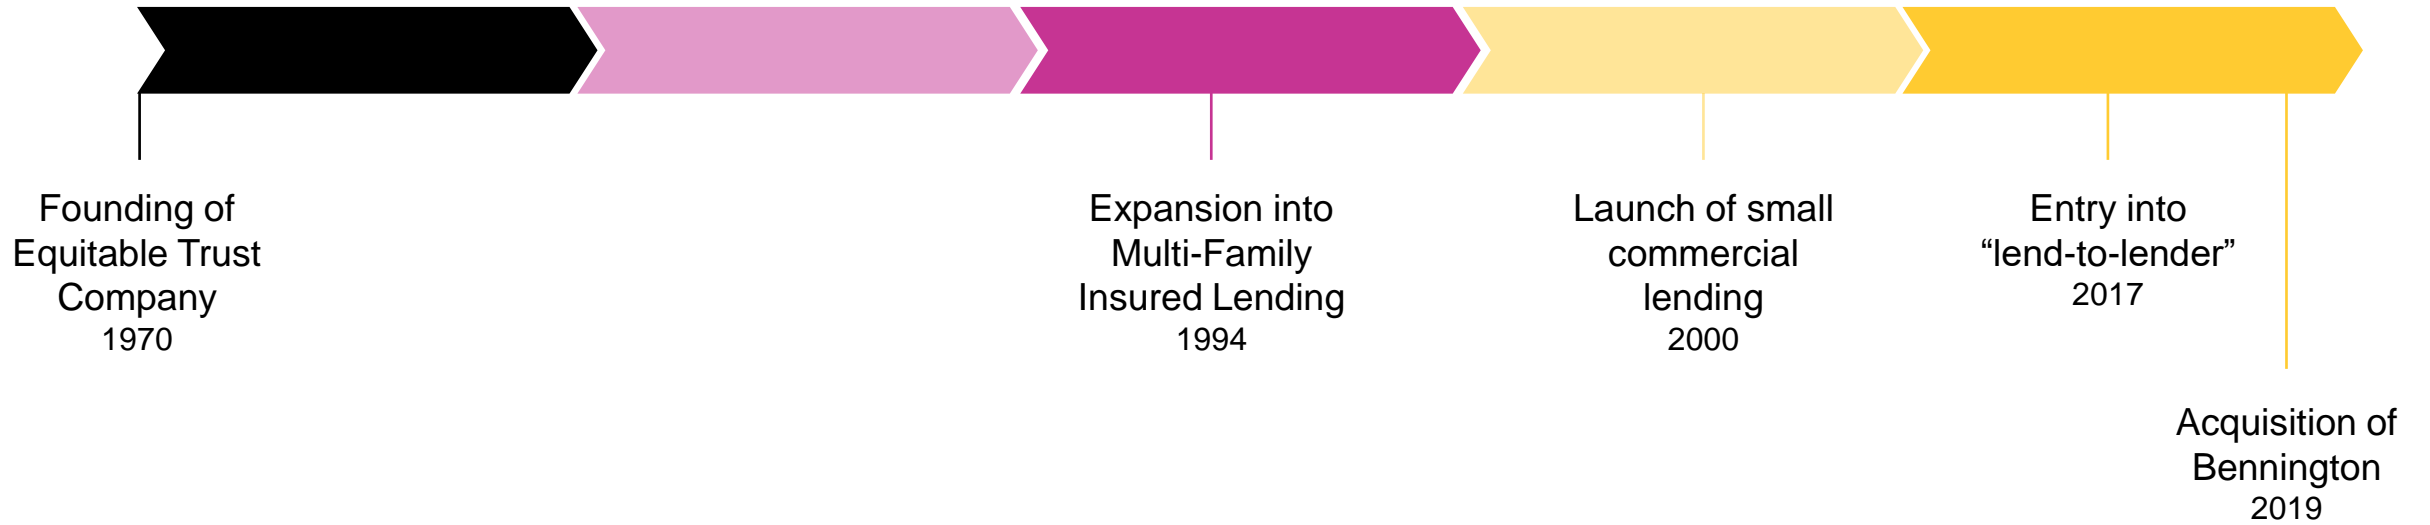 Founding of
Equitable Trust
Company
1970
Expansion into
Multi-Family
Insured Lending
1994
Launch of small
commercial
lending
2000
Entry into
“lend-to-lender”
2017
Acquisition of
Bennington
2019